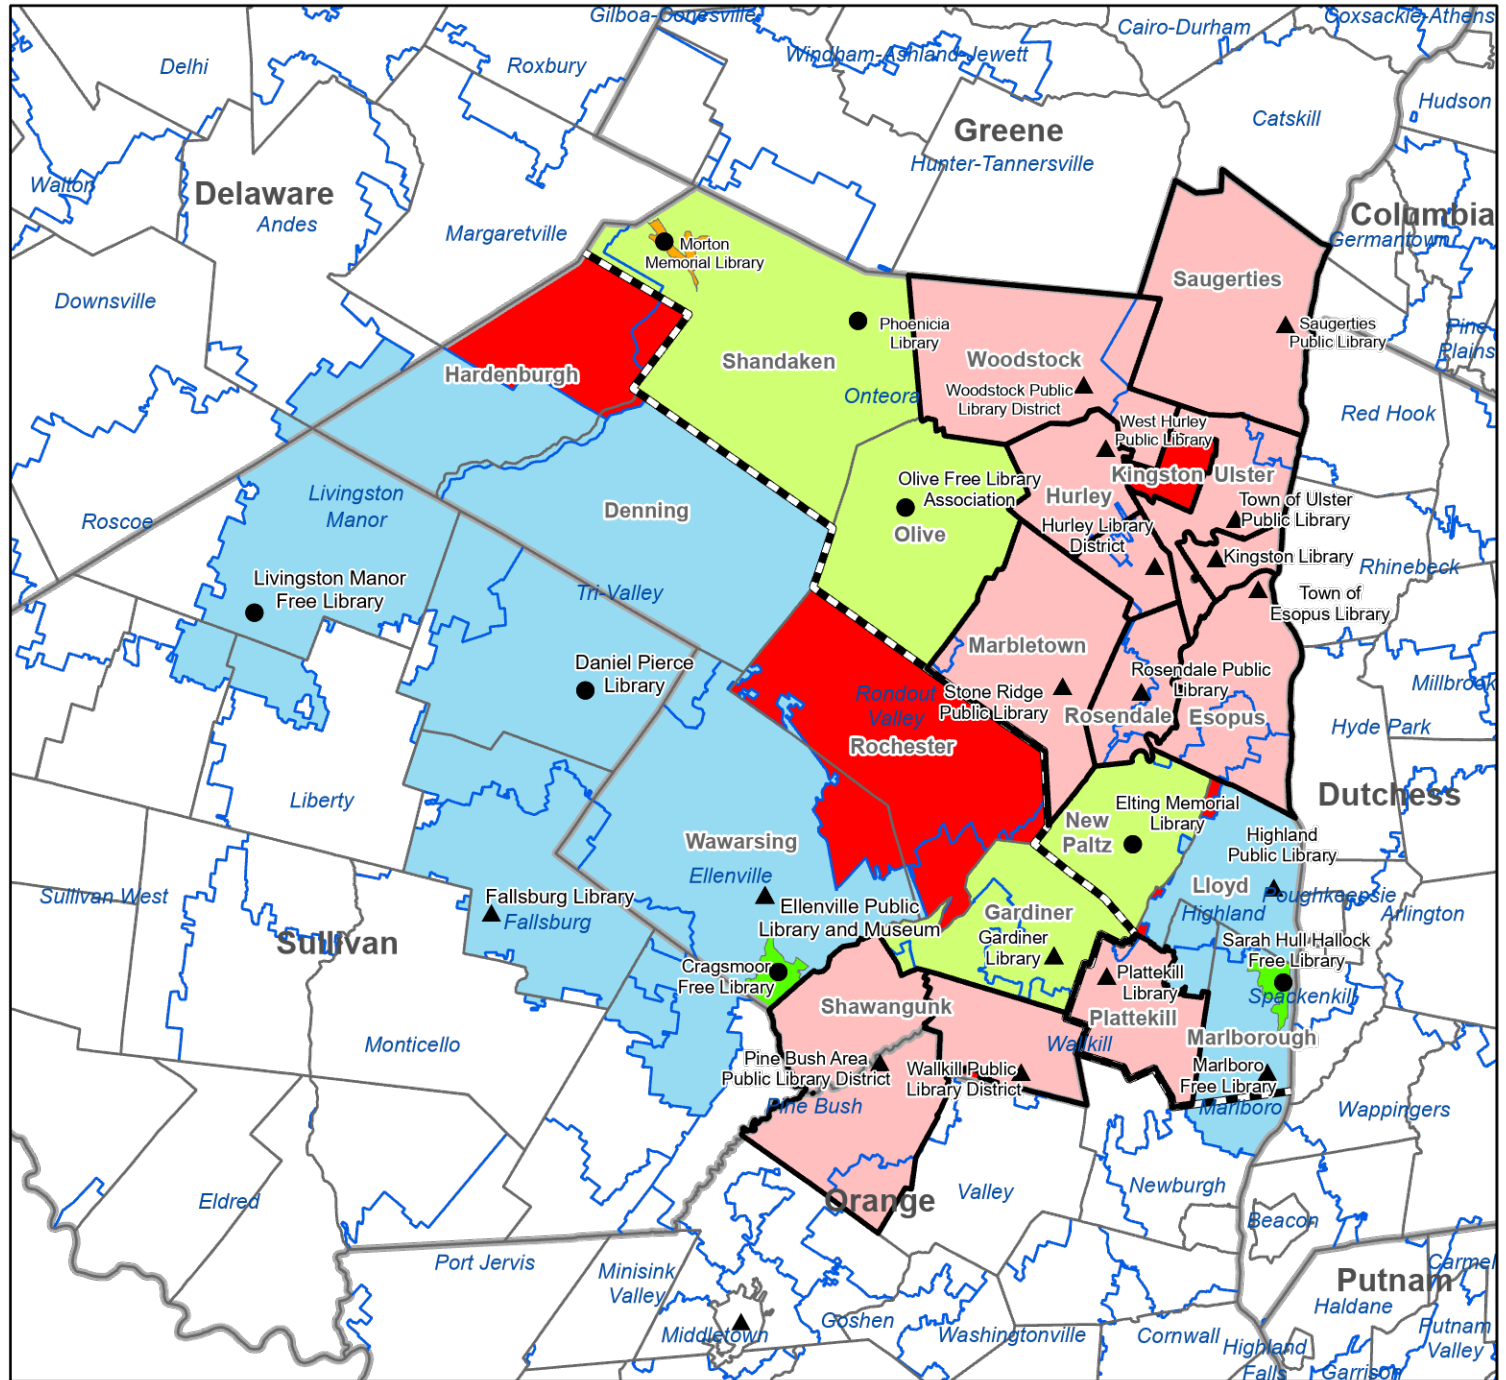 Gilboa-Conesville
Coxsackie-Athens
Cairo-Durham
Windham-Ashland-Jewett
Delhi
Roxbury
Hudson
Catskill
Greene
Hunter-Tannersville
Walton
Delaware
Andes
Columbia
Margaretville
Germantown
Morton
Memorial Library
Saugerties
Downsville
Phoenicia
Library
Saugerties
Public Library
Pine
Plains
Shandaken
Woodstock
Hardenburgh
Onteora
Woodstock Public
Library District
Red Hook
West Hurley
Public Library
Kingston
Ulster
Livingston
Manor
Roscoe
Denning
Olive Free Library
Association
Hurley
Olive
Hurley Library
District
Town of Ulster
Public Library
Kingston Library
Rhinebeck
Livingston Manor
Free Library
Tri-Valley
Town of
Esopus Library
Marbletown
Daniel Pierce
Library
Rondout
Valley
Stone Ridge
Public Library
Rosendale Public
Library
Millbrook
Rosendale
Esopus
Hyde Park
Rochester
Liberty
Dutchess
Elting Memorial
Library
New
Paltz
Highland
Public Library
Wawarsing
Ellenville
Lloyd
Poughkeepsie
Sullivan West
Fallsburg Library
Fallsburg
Ellenville Public
Library and Museum
Gardiner
Highland
Arlington
Sullivan
Gardiner
Library
Sarah Hull Hallock
Free Library
Cragsmoor
Free Library
Plattekill
Library
Spackenkill
Shawangunk
Plattekill
Monticello
Wallkill
Marlborough
Pine Bush Area
Public Library District
Wallkill Public
Library District
Marlboro
Free Library
Pine Bush
Marlboro
Wappingers
Eldred
Orange
Valley
Newburgh
Beacon
Port Jervis
Minisink
Valley
Carmel
Putnam
Haldane
Middletown
Goshen
Washingtonville
Cornwall
Highland
Falls
Putnam
Valley
Garrison